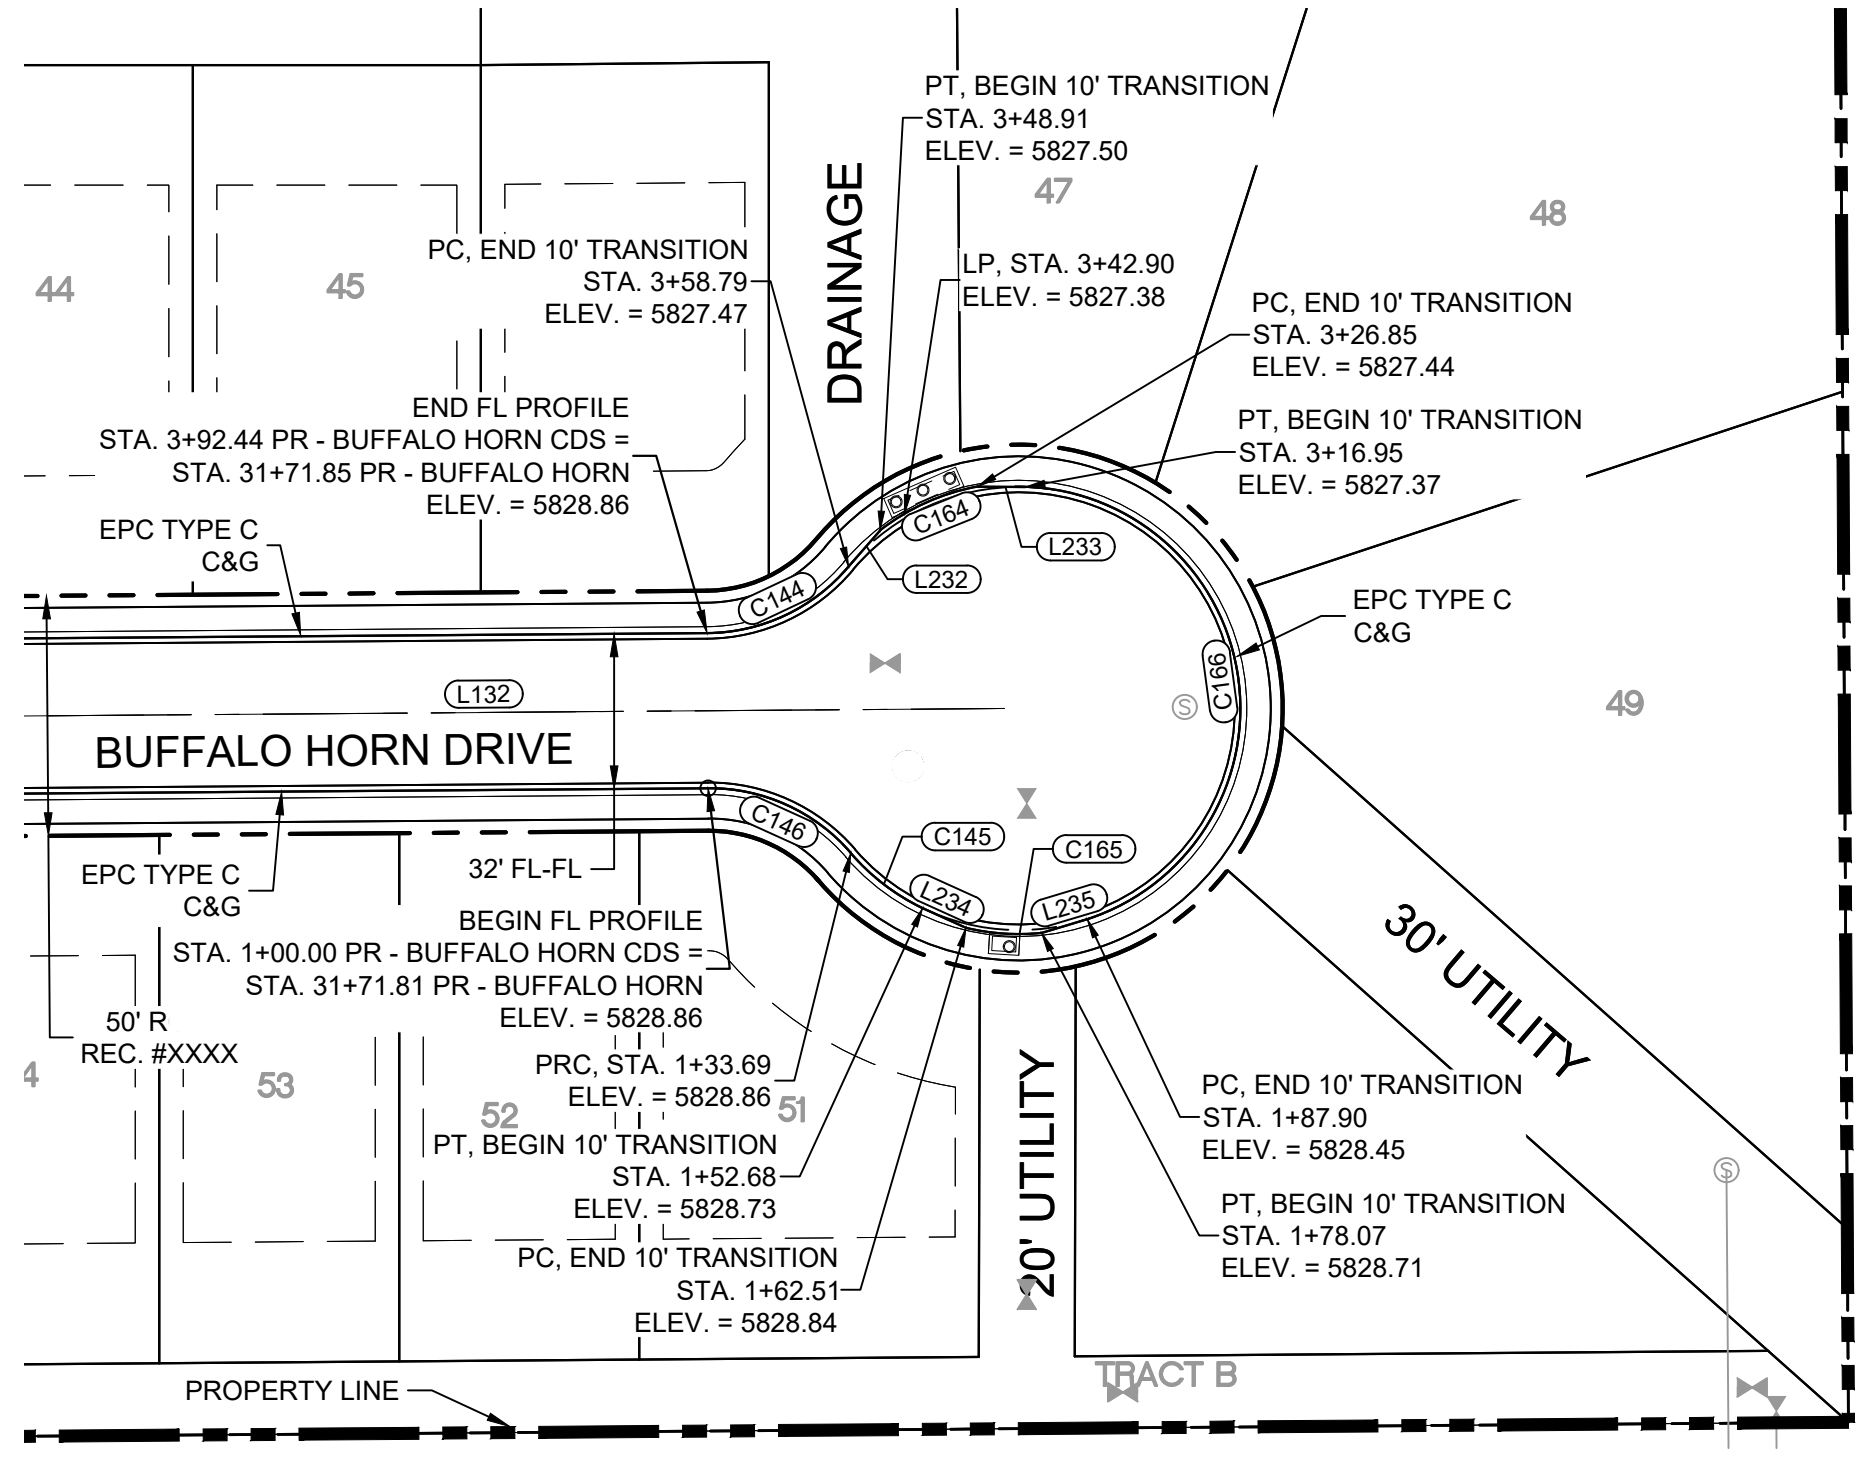 PT, BEGIN 10' TRANSITION
STA. 3+48.91
ELEV. = 5827.50
47
48
DRAINAGE
PC, END 10' TRANSITION
STA. 3+58.79
ELEV. = 5827.47
LP, STA. 3+42.90
ELEV. = 5827.38
44
45
PC, END 10' TRANSITION
STA. 3+26.85
ELEV. = 5827.44
END FL PROFILE
STA. 3+92.44 PR - BUFFALO HORN CDS =
STA. 31+71.85 PR - BUFFALO HORN
ELEV. = 5828.86
PT, BEGIN 10' TRANSITION
STA. 3+16.95
ELEV. = 5827.37
EPC TYPE C
C&G
C164
L233
L232
C144
EPC TYPE C
C&G
C166
L132
S
49
BUFFALO HORN DRIVE
C146
C145
C165
32' FL-FL
EPC TYPE C
C&G
L234
L235
BEGIN FL PROFILE
STA. 1+00.00 PR - BUFFALO HORN CDS =
STA. 31+71.81 PR - BUFFALO HORN
ELEV. = 5828.86
30' UTILITY
50' R
REC. #XXXX
4
53
52
51
PRC, STA. 1+33.69
ELEV. = 5828.86
20' UTILITY
PC, END 10' TRANSITION
STA. 1+87.90
ELEV. = 5828.45
PT, BEGIN 10' TRANSITION
STA. 1+52.68
ELEV. = 5828.73
S
PT, BEGIN 10' TRANSITION
STA. 1+78.07
ELEV. = 5828.71
PC, END 10' TRANSITION
STA. 1+62.51
ELEV. = 5828.84
TRACT B
PROPERTY LINE